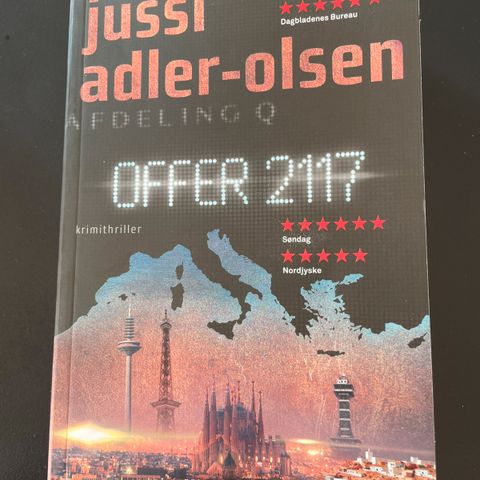 jussi
adler-olsen
AFDELING Q
OFFER 2117
krimithriller
Dagbladenes Bureau
Søndag
Nordjyske